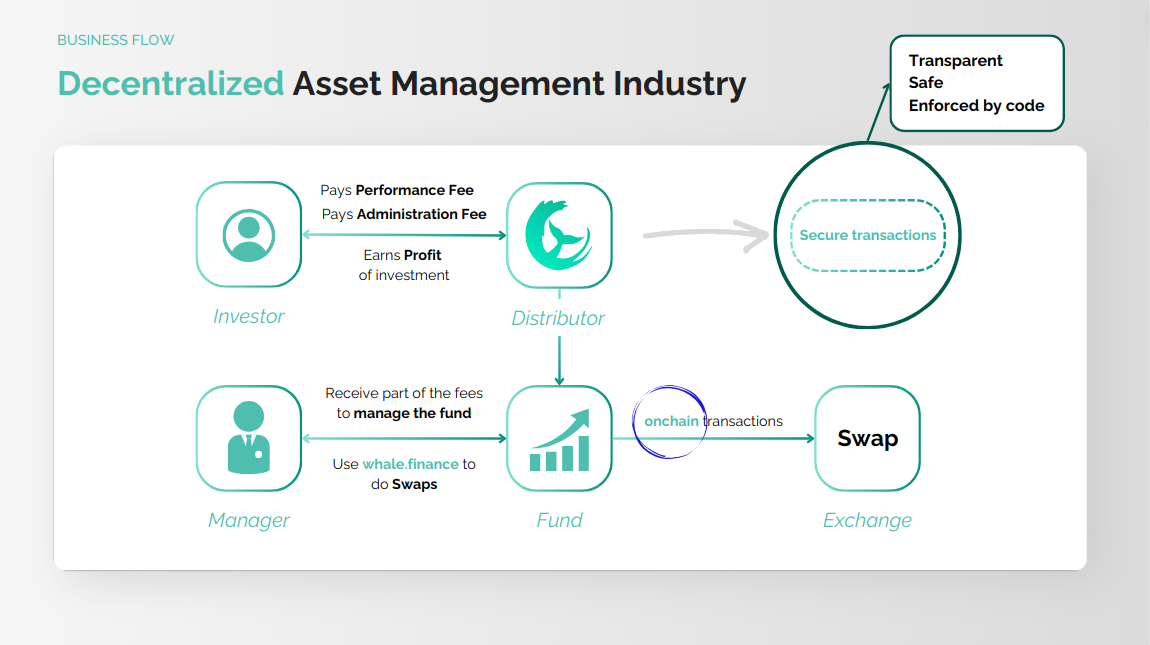 BUSINESS FLOW
Decentralized Asset Management Industry
Transparent
Safe
Enforced by code
Pays Performance Fee
Pays Administration Fee
Earns Profit
of investment
Secure transactions
Investor
Distributor
Receive part of the fees
to manage the fund
Use whale.finance to
do Swaps
onchain transactions
Swap
Manager
Fund
Exchange